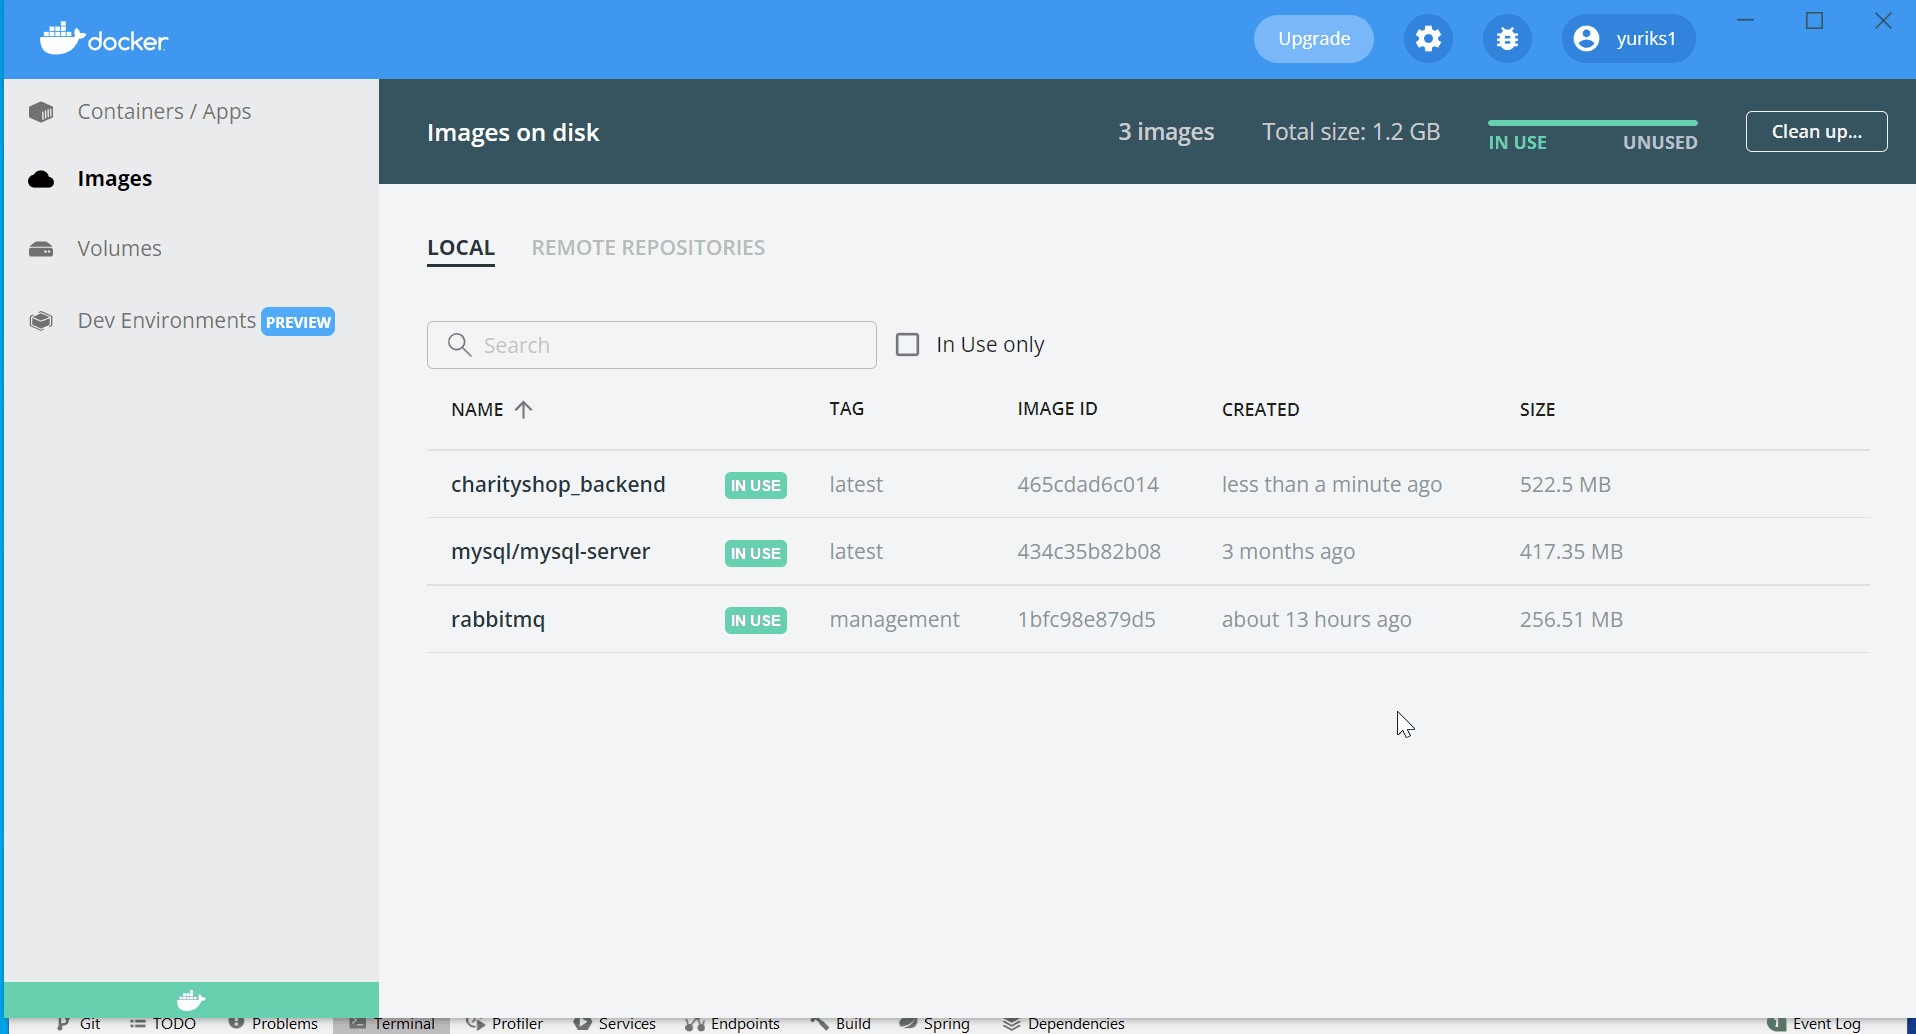 docker
Upgrade
yuriks1
Containers / Apps
Images
Volumes
Dev Environments PREVIEW
Images on disk
3 images
Total size: 1.2 GB
IN USE
UNUSED
Clean up...
LOCAL
REMOTE REPOSITORIES
Search
In Use only
NAME TAG IMAGE ID CREATED SIZE
charityshop_backend IN USE latest 465cdad6c014 less than a minute ago 522.5 MB
mysql/mysql-server IN USE latest 434c35b82b08 3 months ago 417.35 MB
rabbitmq IN USE management 1bfc98e879d5 about 13 hours ago 256.51 MB
Git TODO Problems Terminal Profiler Services Endpoints Build Spring Dependencies 1 Event Log